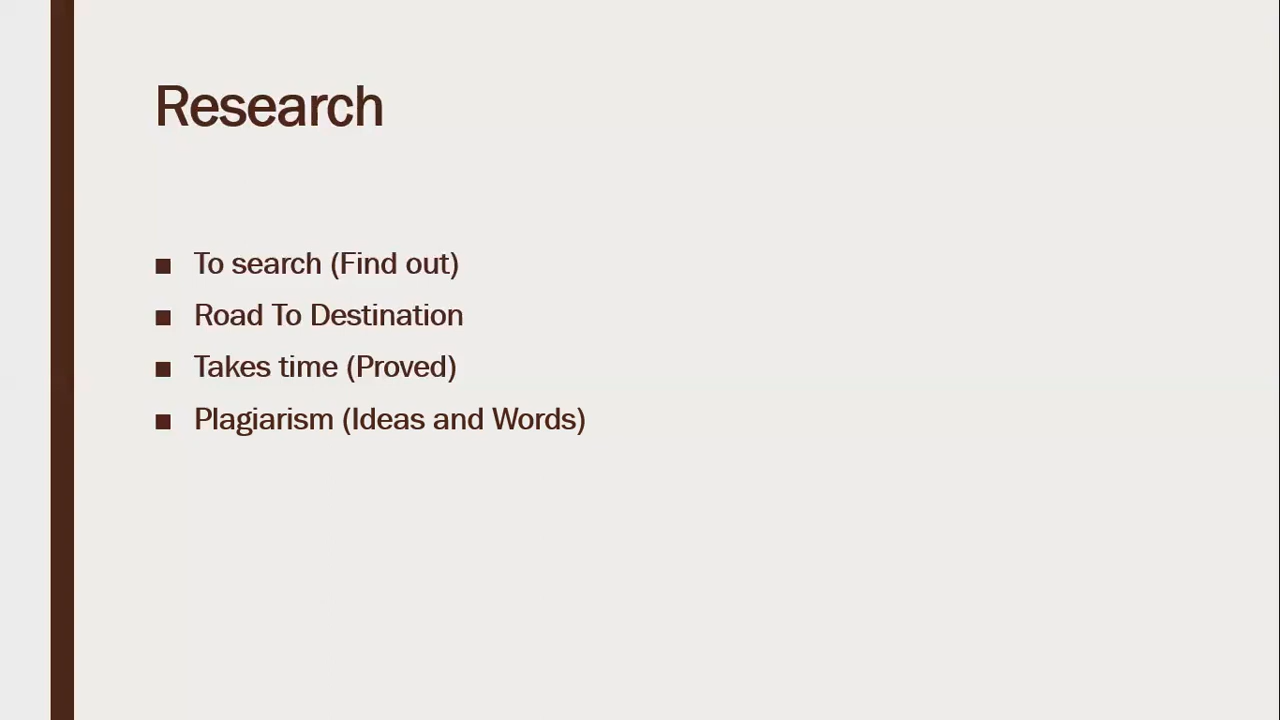 Research
■ To search (Find out)
■ Road To Destination
■ Takes time (Proved)
■ Plagiarism (Ideas and Words)